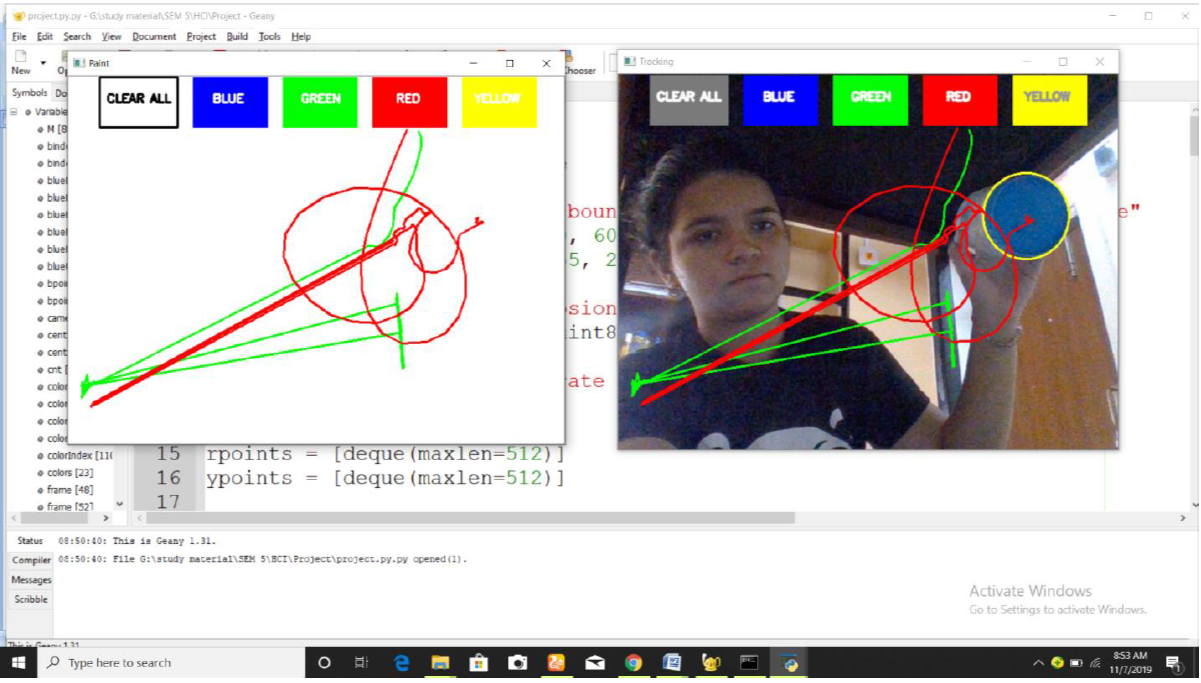 project.py.py - G:\study material\SEM 5\HCI\Project - Geany
File Edit Search View Document Project Build Tools Help
New
Chooser
Paint
CLEAR ALL BLUE GREEN RED YELLOW
Tracking
CLEAR ALL BLUE GREEN RED YELLOW
Symbols Do
Variable
M [8
bind
bind
blue
blue
blue
blue
blue
bpoi
bpoi
came
cent
cent
cnt [
color
color
color
color
colorIndex [110
colors [23]
frame [48]
frame [52]
boun
e"
, 60
5, 2
sion
int8
ate
15 rpoints = [deque(maxlen=512)]
16 ypoints = [deque(maxlen=512)]
17
Status 08:50:40: This is Geany 1.31.
Compiler 08:50:40: File G:\study material\SEM 5\HCI\Project\project.py.py opened(1).
Messages
Scribble
Activate Windows
Go to Settings to activate Windows.
This is Geany 1.31.
Type here to search
8:53 AM
11/7/2019
1